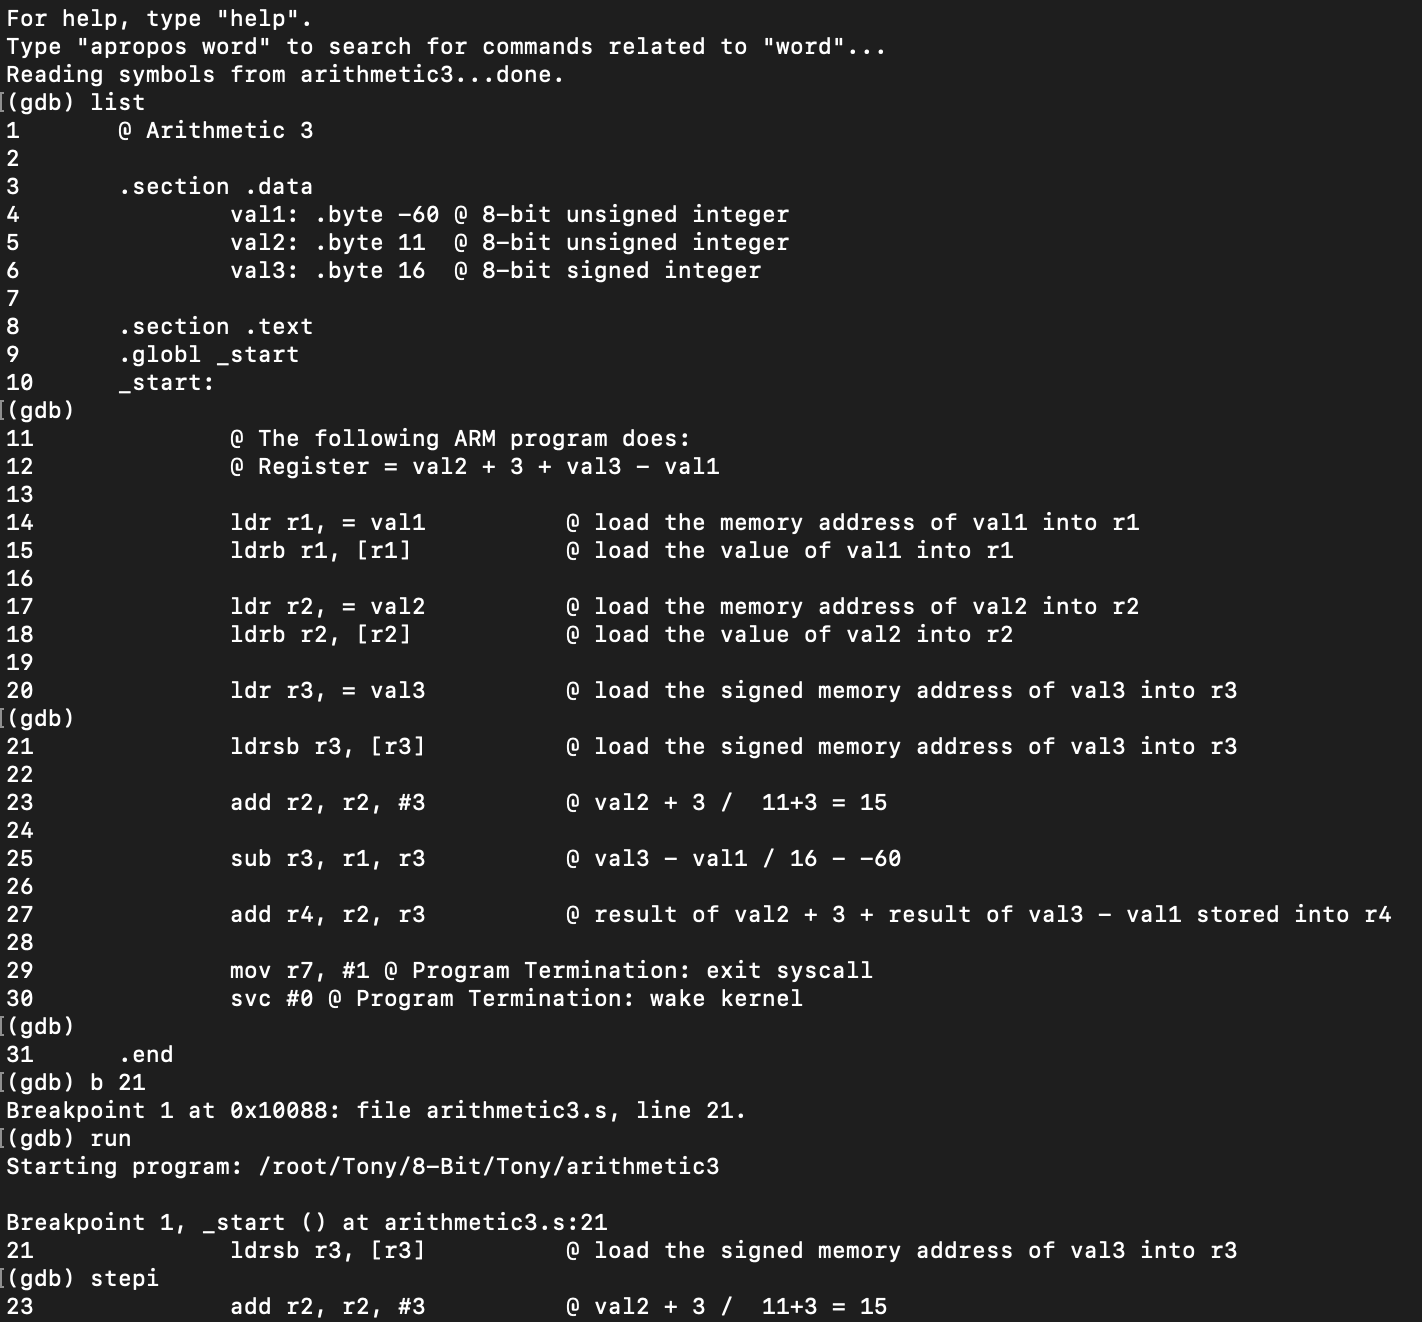 For help, type "help".
Type "apropos word" to search for commands related to "word"...
Reading symbols from arithmetic3...done.
(gdb) list
1       @ Arithmetic 3
2
3       .section .data
4               val1: .byte -60 @ 8-bit unsigned integer
5               val2: .byte 11  @ 8-bit unsigned integer
6               val3: .byte 16  @ 8-bit signed integer
7
8       .section .text
9       .globl _start
10      _start:
(gdb)
11              @ The following ARM program does:
12              @ Register = val2 + 3 + val3 - val1
13
14              ldr r1, = val1          @ load the memory address of val1 into r1
15              ldrb r1, [r1]           @ load the value of val1 into r1
16
17              ldr r2, = val2          @ load the memory address of val2 into r2
18              ldrb r2, [r2]           @ load the value of val2 into r2
19
20              ldr r3, = val3          @ load the signed memory address of val3 into r3
(gdb)
21              ldrsb r3, [r3]          @ load the signed memory address of val3 into r3
22
23              add r2, r2, #3          @ val2 + 3 /  11+3 = 15
24
25              sub r3, r1, r3          @ val3 - val1 / 16 - -60
26
27              add r4, r2, r3          @ result of val2 + 3 + result of val3 - val1 stored into r4
28
29              mov r7, #1 @ Program Termination: exit syscall
30              svc #0 @ Program Termination: wake kernel
(gdb)
31      .end
(gdb) b 21
Breakpoint 1 at 0x10088: file arithmetic3.s, line 21.
(gdb) run
Starting program: /root/Tony/8-Bit/Tony/arithmetic3

Breakpoint 1, _start () at arithmetic3.s:21
21              ldrsb r3, [r3]          @ load the signed memory address of val3 into r3
(gdb) stepi
23              add r2, r2, #3          @ val2 + 3 /  11+3 = 15